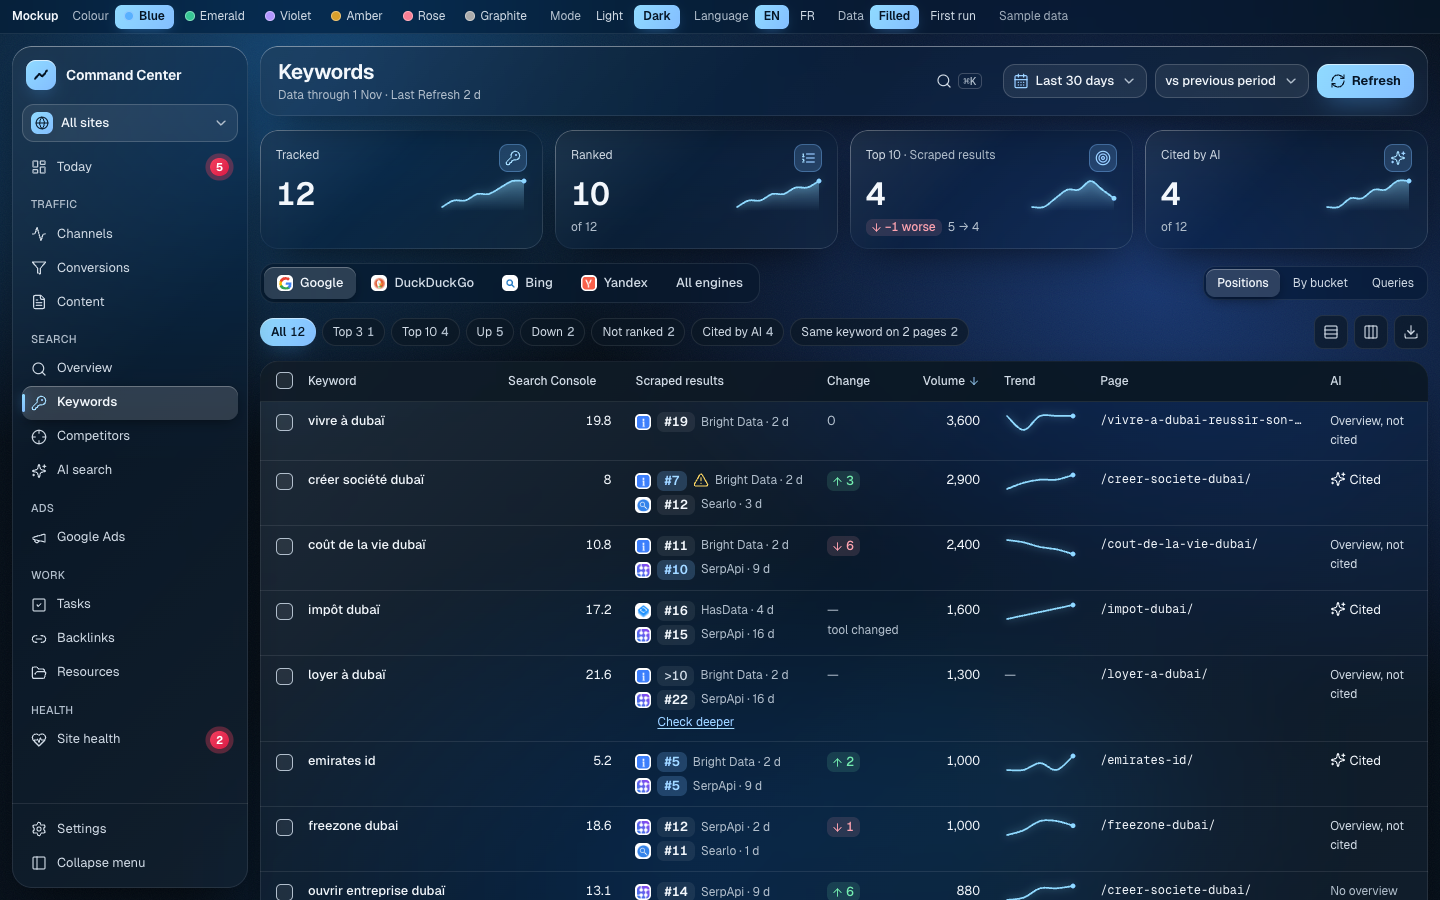 Mockup Colour Blue Emerald Violet Amber Rose Graphite Mode Light Dark Language EN FR Data Filled First run Sample data
Command Center
All sites
Today 5
TRAFFIC
Channels
Conversions
Content
SEARCH
Overview
Keywords
Competitors
AI search
ADS
Google Ads
WORK
Tasks
Backlinks
Resources
HEALTH
Site health 2
Settings
Collapse menu
Keywords
Data through 1 Nov · Last Refresh 2 d
⌘K Last 30 days vs previous period Refresh
Tracked
12
Ranked
10
of 12
Top 10 · Scraped results
4
↓ −1 worse 5 → 4
Cited by AI
4
of 12
Google DuckDuckGo Bing Yandex All engines
Positions By bucket Queries
All 12 Top 3 1 Top 10 4 Up 5 Down 2 Not ranked 2 Cited by AI 4 Same keyword on 2 pages 2
Keyword Search Console Scraped results Change Volume ↓ Trend Page AI
vivre à dubaï 19.8 #19 Bright Data · 2 d 0 3,600 /vivre-a-dubai-reussir-son-… Overview, not
cited
créer société dubaï 8 #7 Bright Data · 2 d ↑ 3 2,900 /creer-societe-dubai/ Cited
#12 Searlo · 3 d
coût de la vie dubaï 10.8 #11 Bright Data · 2 d ↓ 6 2,400 /cout-de-la-vie-dubai/ Overview, not
#10 SerpApi · 9 d cited
impôt dubaï 17.2 #16 HasData · 4 d — 1,600 /impot-dubai/ Cited
#15 SerpApi · 16 d tool changed
loyer à dubaï 21.6 >10 Bright Data · 2 d — 1,300 — /loyer-a-dubai/ Overview, not
#22 SerpApi · 16 d cited
Check deeper
emirates id 5.2 #5 Bright Data · 2 d ↑ 2 1,000 /emirates-id/ Cited
#5 SerpApi · 9 d
freezone dubai 18.6 #12 SerpApi · 2 d ↓ 1 1,000 /freezone-dubai/ Overview, not
#11 Searlo · 1 d cited
ouvrir entreprise dubaï 13.1 #14 SerpApi · 9 d ↑ 6 880 /creer-societe-dubai/ No overview